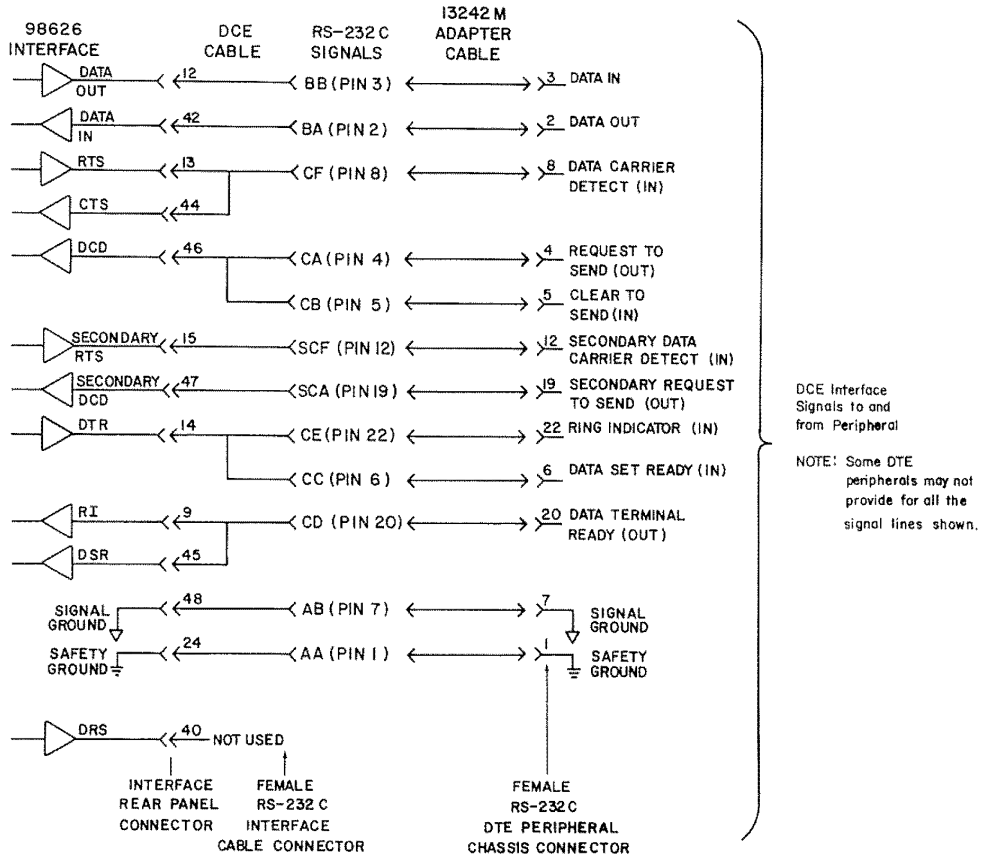 98626
INTERFACE
DCE
CABLE
RS-232 C
SIGNALS
13242 M
ADAPTER
CABLE
DATA
OUT
12
BB (PIN 3)
3
DATA IN
DATA
IN
42
BA (PIN 2)
2
DATA OUT
RTS
13
CF (PIN 8)
8
DATA CARRIER
DETECT (IN)
CTS
44
DCD
46
CA (PIN 4)
4
REQUEST TO
SEND (OUT)
CB (PIN 5)
5
CLEAR TO
SEND (IN)
SECONDARY
RTS
15
SCF (PIN 12)
12
SECONDARY DATA
CARRIER DETECT (IN)
SECONDARY
DCD
47
SCA (PIN 19)
19
SECONDARY REQUEST
TO SEND (OUT)
DTR
14
CE (PIN 22)
22
RING INDICATOR (IN)
CC (PIN 6)
6
DATA SET READY (IN)
RI
9
CD (PIN 20)
20
DATA TERMINAL
READY (OUT)
DSR
45
SIGNAL
GROUND
48
AB (PIN 7)
7
SIGNAL
GROUND
SAFETY
GROUND
24
AA (PIN 1)
1
SAFETY
GROUND
DRS
40
NOT USED
INTERFACE
REAR PANEL
CONNECTOR
FEMALE
RS-232 C
INTERFACE
CABLE CONNECTOR
FEMALE
RS-232 C
DTE PERIPHERAL
CHASSIS CONNECTOR
DCE Interface
Signals to and
from Peripheral
NOTE: Some DTE
peripherals may not
provide for all the
signal lines shown.